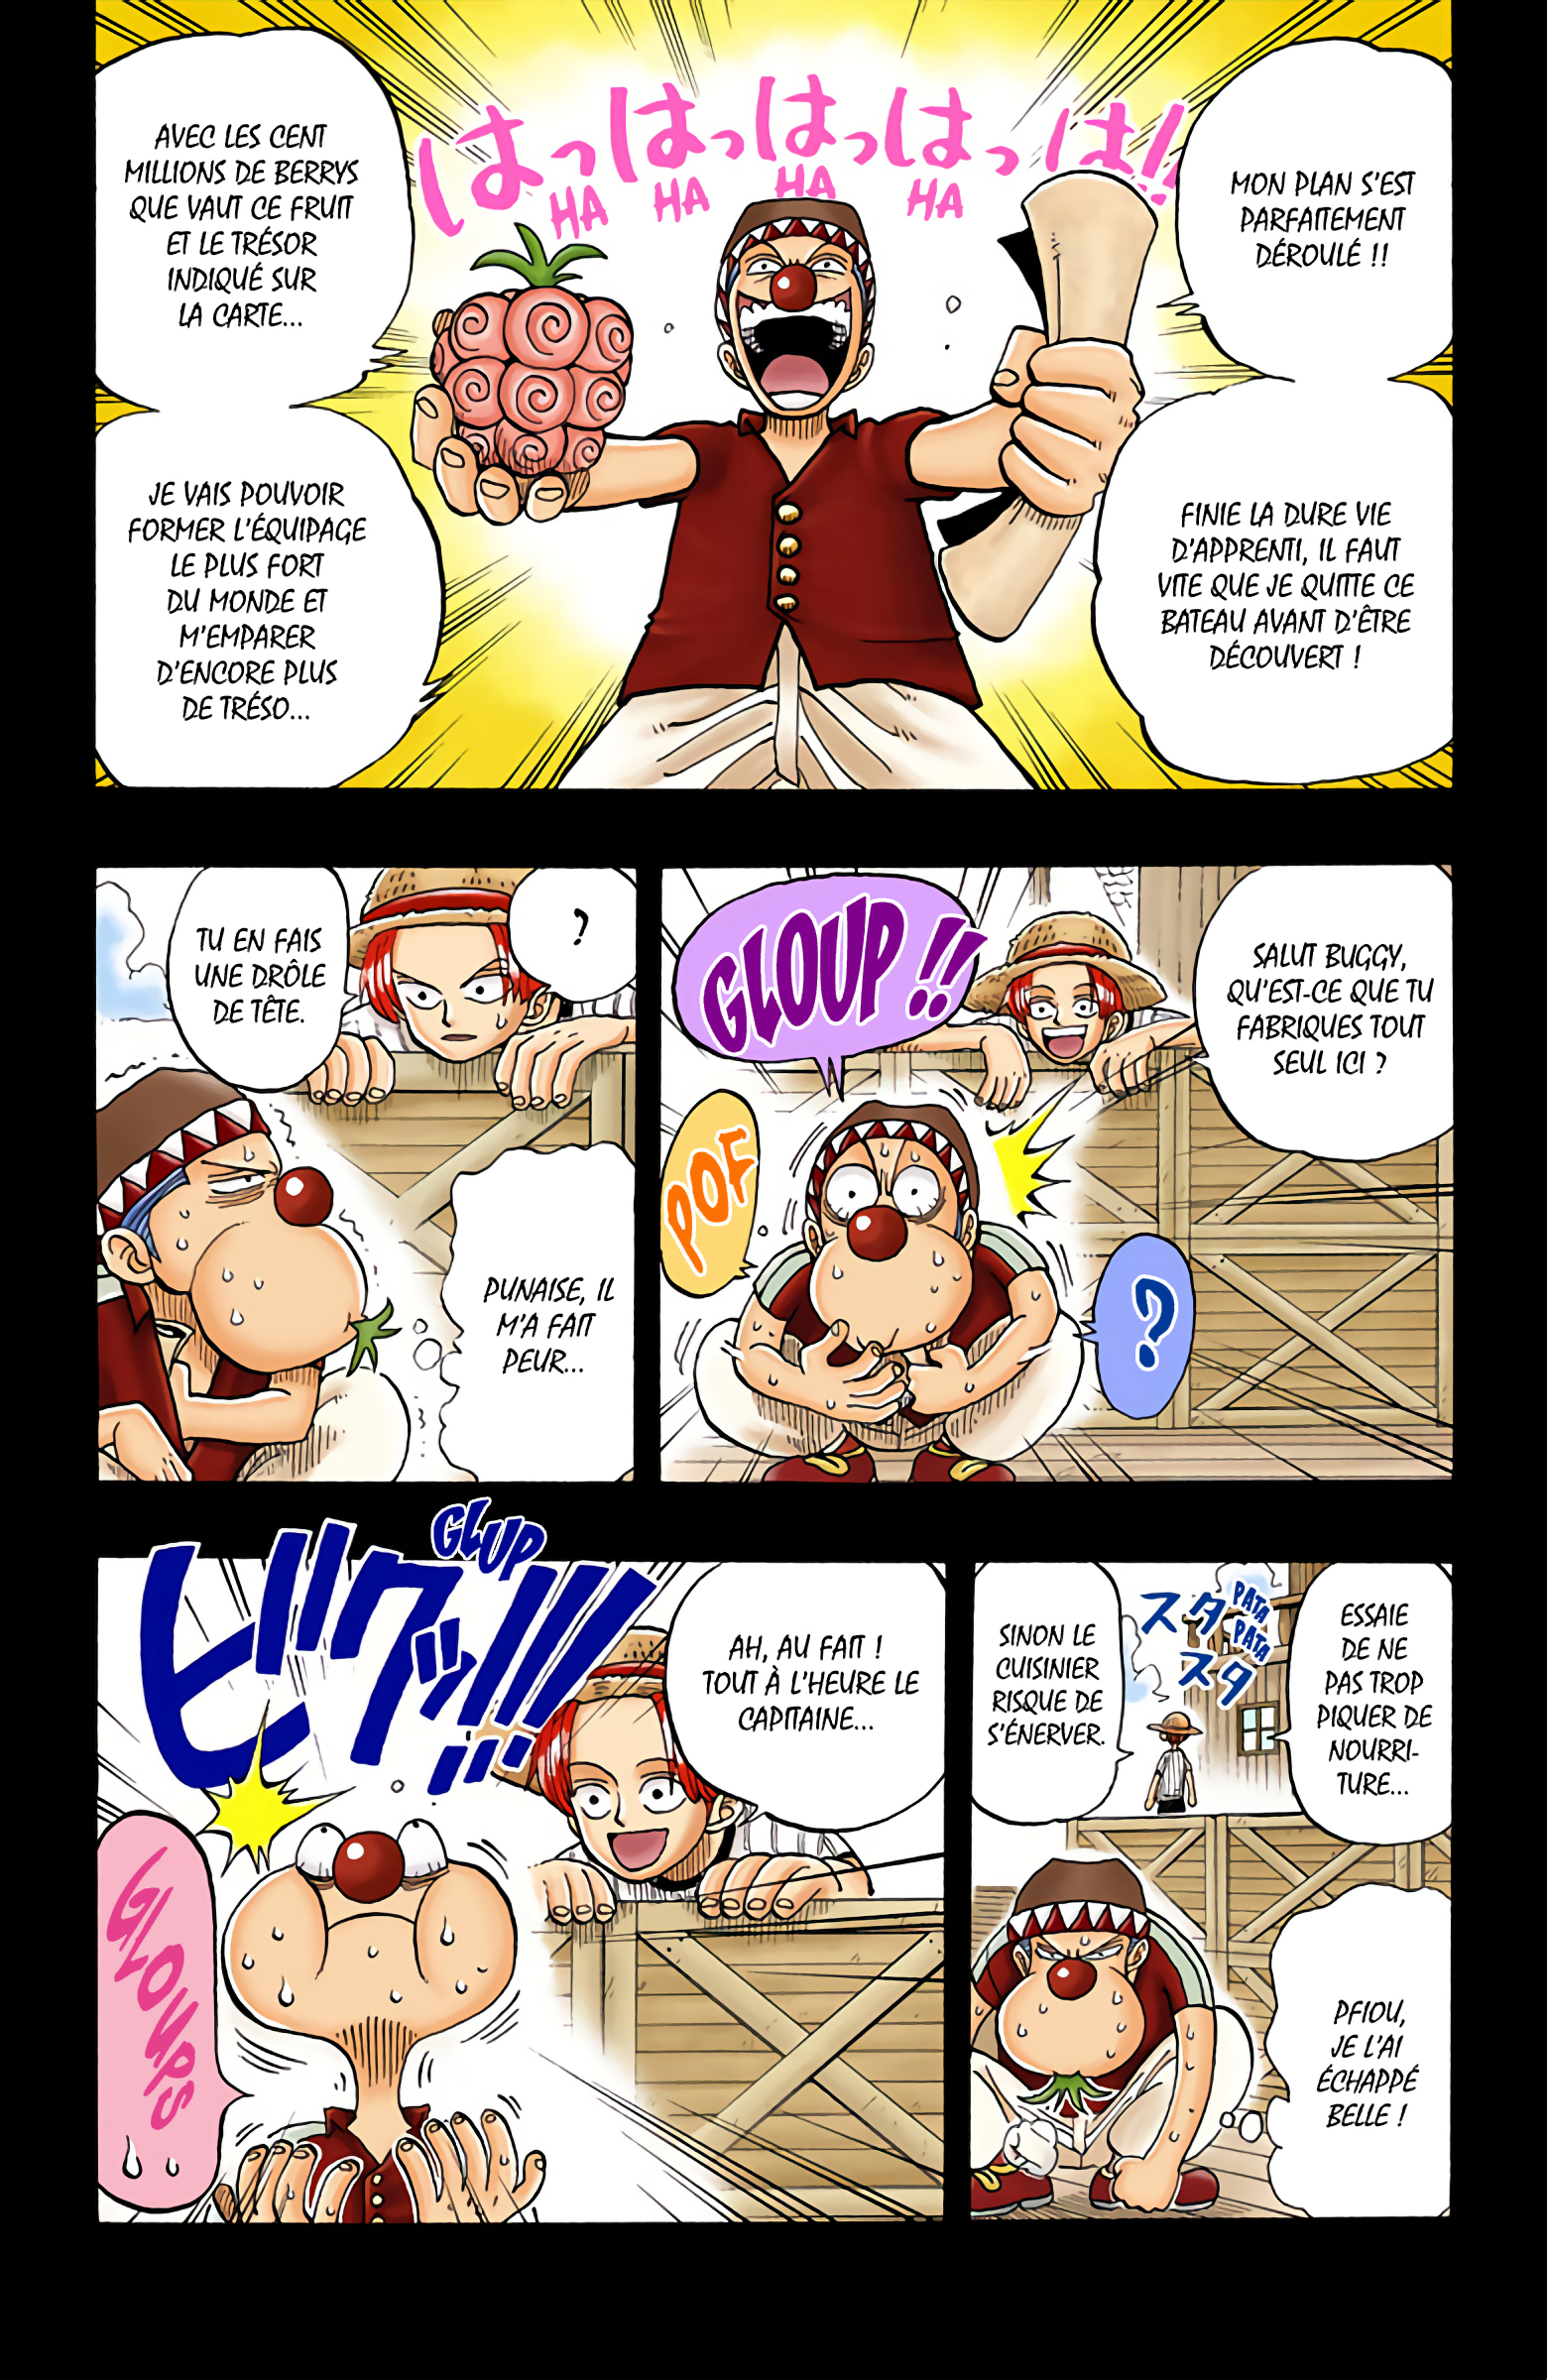 MON PLAN S'EST
PARFAITEMENT
DÉROULÉ !!
はっはっはっはっは!!
HA
HA
HA
HA
FINIE LA DURE VIE
D'APPRENTI, IL FAUT
VITE QUE JE QUITTE CE
BATEAU AVANT D'ÊTRE
DÉCOUVERT !
AVEC LES CENT
MILLIONS DE BERRYS
QUE VAUT CE FRUIT
ET LE TRÉSOR
INDIQUÉ SUR
LA CARTE...
JE VAIS POUVOIR
FORMER L'ÉQUIPAGE
LE PLUS FORT
DU MONDE ET
M'EMPARER
D'ENCORE PLUS
DE TRÉSO...
SALUT BUGGY,
QU'EST-CE QUE TU
FABRIQUES TOUT
SEUL ICI ?
GLOUP !!
POF
?
?
TU EN FAIS
UNE DRÔLE
DE TÊTE.
PUNAISE, IL
M'A FAIT
PEUR...
ESSAIE
DE NE
PAS TROP
PIQUER DE
NOURRI-
TURE...
スタ
スタ
PATA
PATA
SINON LE
CUISINIER
RISQUE DE
S'ÉNERVER.
PFIOU,
JE L'AI
ÉCHAPPÉ
BELLE !
AH, AU FAIT !
TOUT À L'HEURE LE
CAPITAINE...
GLUP
ビクッ!!!
GLOUPS